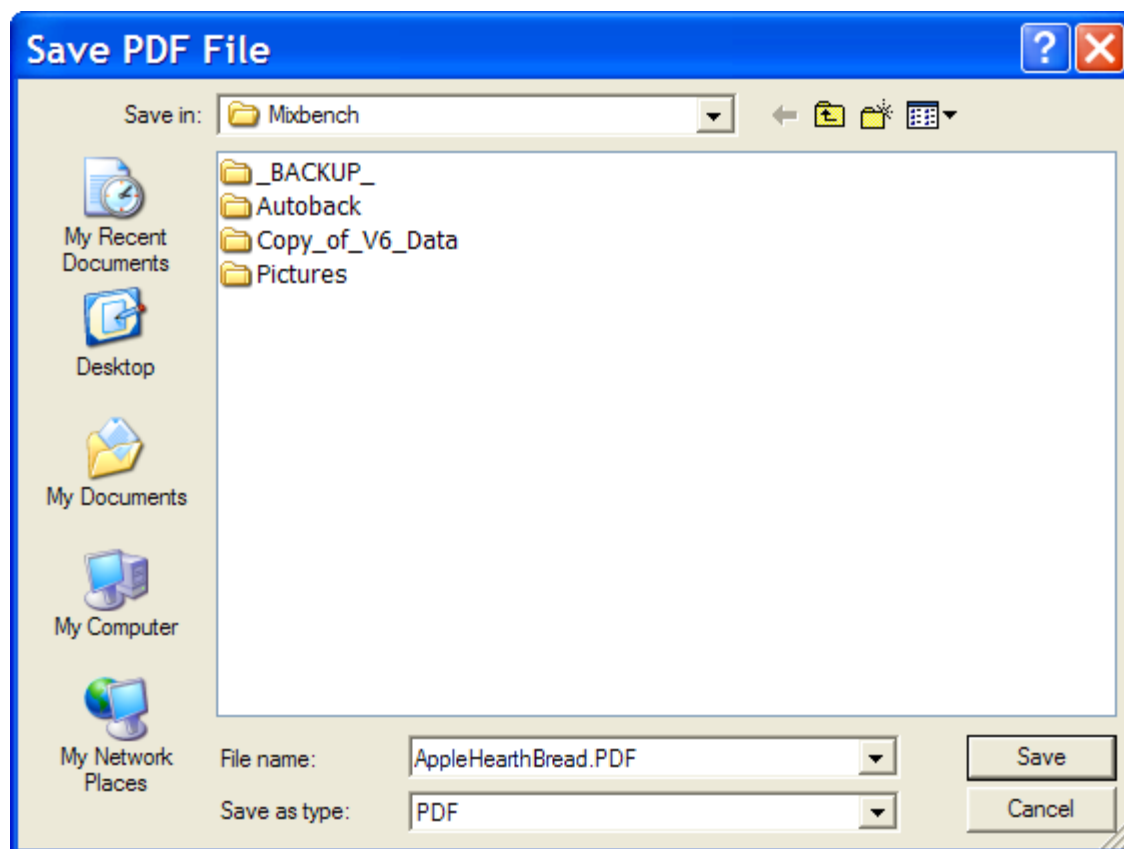 Save PDF File
Save in:
Mixbench
_BACKUP_
Autoback
Copy_of_V6_Data
Pictures
My Recent
Documents
Desktop
My Documents
My Computer
My Network
Places
File name:
AppleHearthBread.PDF
Save
Save as type:
PDF
Cancel